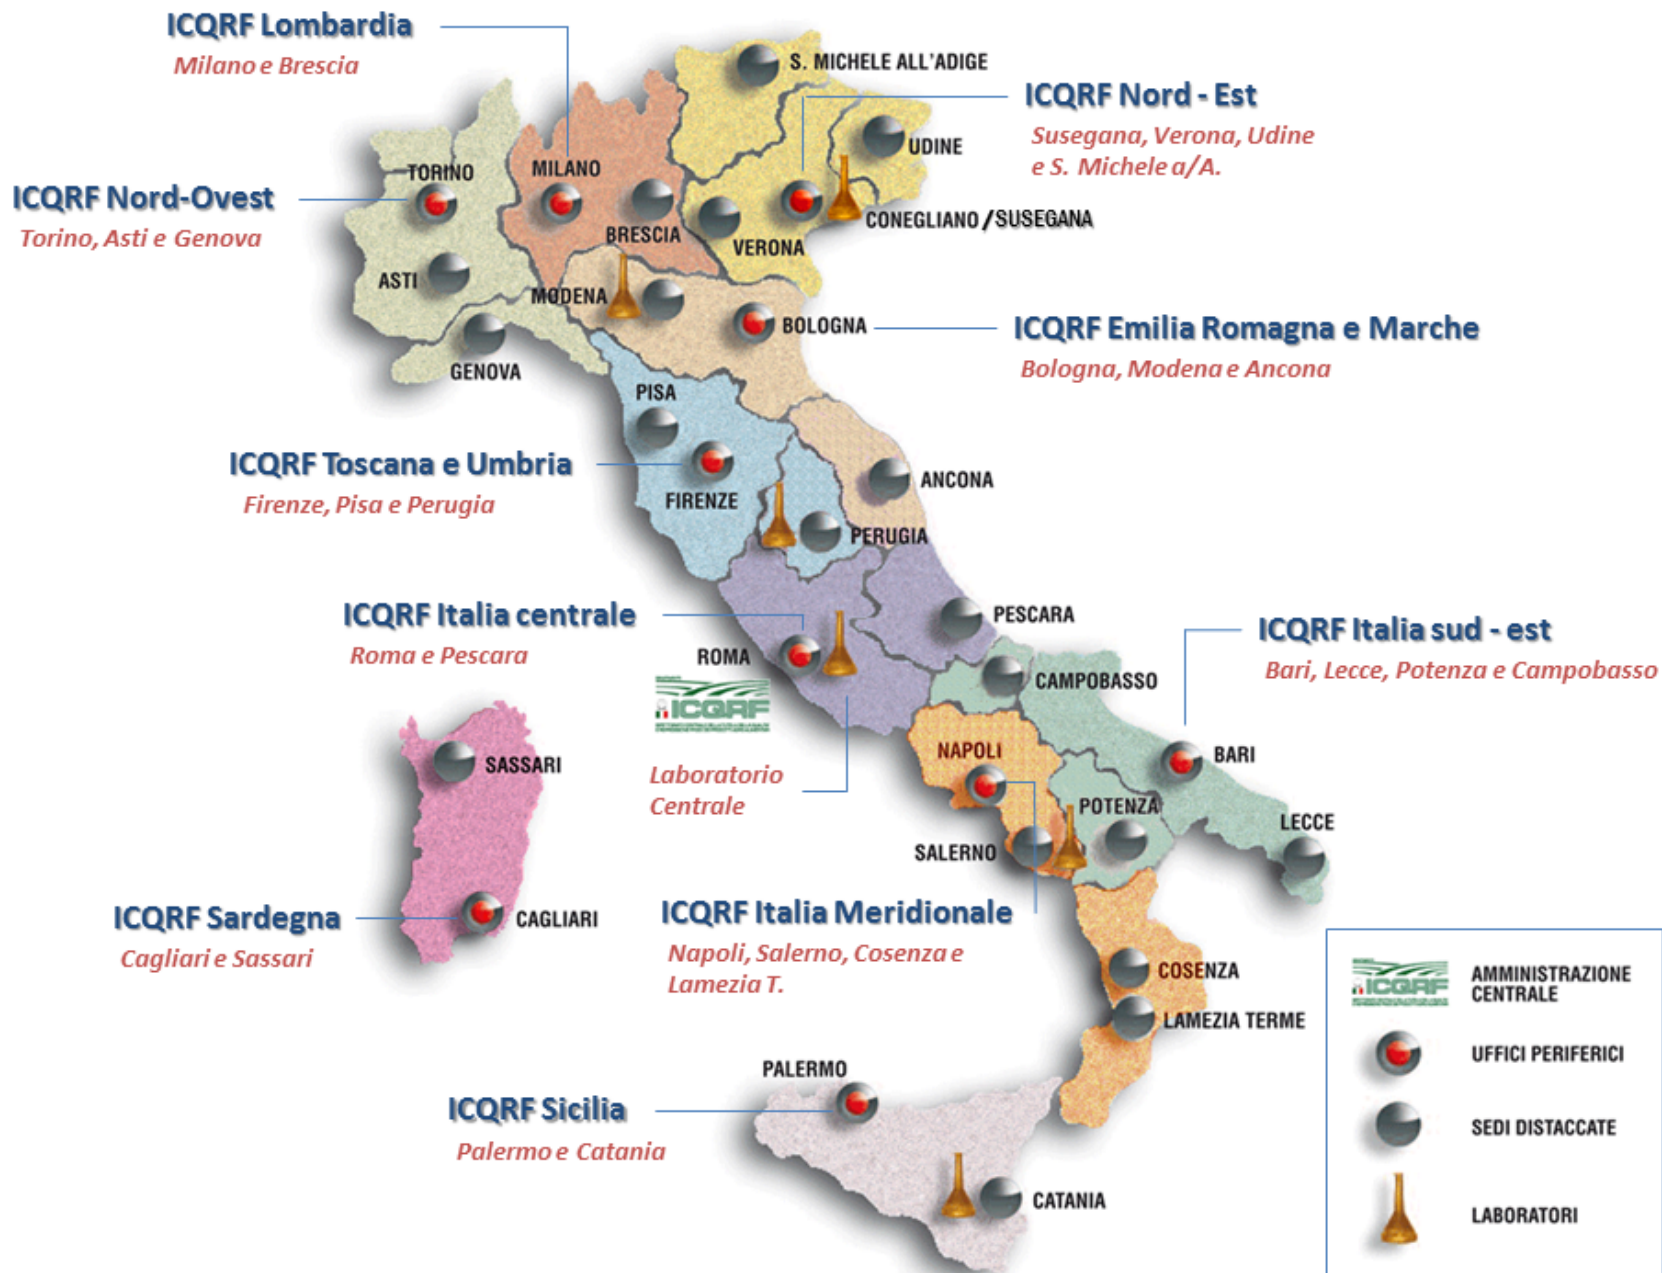 ICQRF Lombardia
Milano e Brescia
S. MICHELE ALL'ADIGE
ICQRF Nord - Est
Susegana, Verona, Udine
e S. Michele a/A.
UDINE
TORINO
MILANO
ICQRF Nord-Ovest
Torino, Asti e Genova
BRESCIA
VERONA
CONEGLIANO /SUSEGANA
ASTI
MODENA
BOLOGNA
ICQRF Emilia Romagna e Marche
Bologna, Modena e Ancona
GENOVA
PISA
ICQRF Toscana e Umbria
Firenze, Pisa e Perugia
FIRENZE
ANCONA
PERUGIA
ICQRF Italia centrale
Roma e Pescara
PESCARA
ICQRF Italia sud - est
Bari, Lecce, Potenza e Campobasso
ROMA
ICQRF
CAMPOBASSO
SASSARI
Laboratorio
Centrale
NAPOLI
BARI
POTENZA
LECCE
SALERNO
ICQRF Sardegna
Cagliari e Sassari
CAGLIARI
ICQRF Italia Meridionale
Napoli, Salerno, Cosenza e
Lamezia T.
COSENZA
LAMEZIA TERME
PALERMO
ICQRF Sicilia
Palermo e Catania
CATANIA
ICQRF
AMMINISTRAZIONE
CENTRALE
UFFICI PERIFERICI
SEDI DISTACCATE
LABORATORI